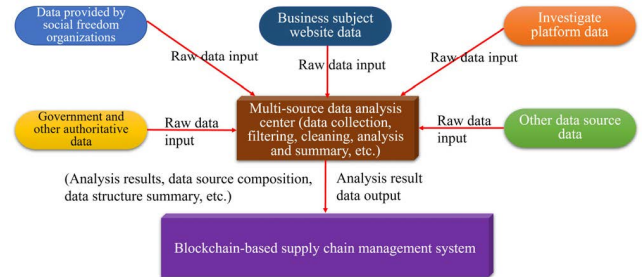 Data provided by
social freedom
organizations
Business subject
website data
Investigate
platform data
Raw data input
Raw data input
Raw data input
Government and
other authoritative
data
Raw data
input
Multi-source data analysis
center (data collection,
filtering, cleaning, analysis
and summary, etc.)
Raw data
input
Other data source
data
(Analysis results, data source composition,
data structure summary, etc.)
Analysis result
data output
Blockchain-based supply chain management system